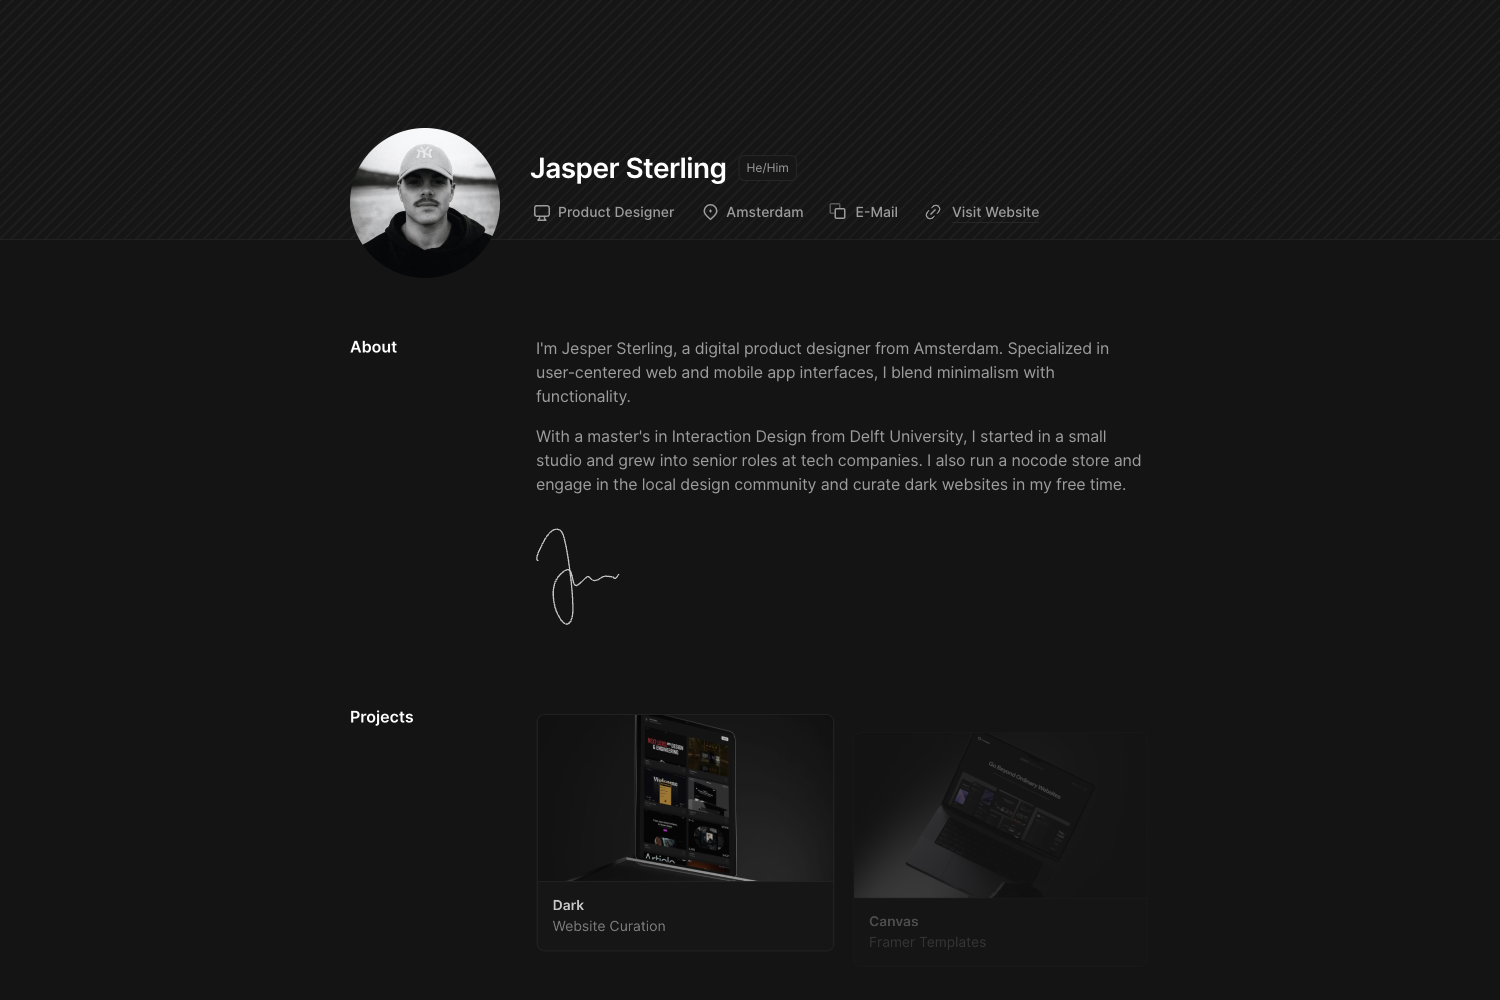 Jasper Sterling
He/Him
Product Designer
Amsterdam
E-Mail
Visit Website
About
I'm Jesper Sterling, a digital product designer from Amsterdam. Specialized in
user-centered web and mobile app interfaces, I blend minimalism with
functionality.
With a master's in Interaction Design from Delft University, I started in a small
studio and grew into senior roles at tech companies. I also run a nocode store and
engage in the local design community and curate dark websites in my free time.
Projects
Go Beyond Ordinary Websites
Dark
Website Curation
Canvas
Framer Templates